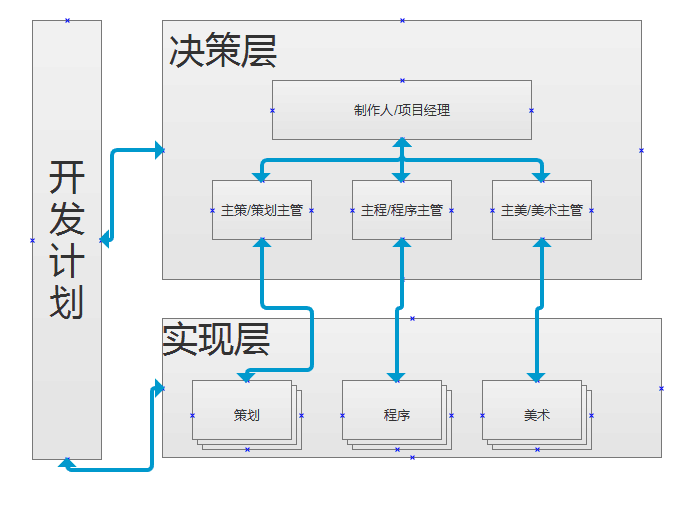 开发计划
决策层
制作人/项目经理
主策/策划主管
主程/程序主管
主美/美术主管
实现层
策划
程序
美术